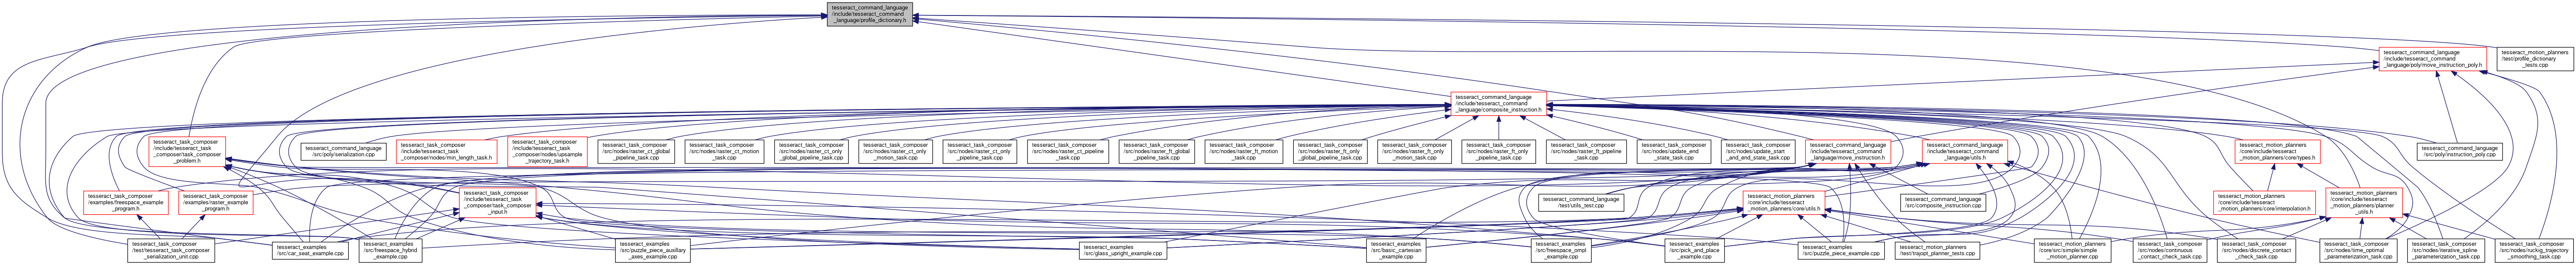 tesseract_command_language
/include/tesseract_command
_language/profile_dictionary.h
tesseract_command_language
/include/tesseract_command
_language/poly/move_instruction_poly.h
tesseract_motion_planners
/test/profile_dictionary
_tests.cpp
tesseract_command_language
/include/tesseract_command
_language/composite_instruction.h
tesseract_task_composer
/include/tesseract_task
_composer/task_composer
_problem.h
tesseract_command_language
/src/poly/serialization.cpp
tesseract_task_composer
/include/tesseract_task
_composer/nodes/min_length_task.h
tesseract_task_composer
/include/tesseract_task
_composer/nodes/upsample
_trajectory_task.h
tesseract_task_composer
/src/nodes/raster_ct_global
_pipeline_task.cpp
tesseract_task_composer
/src/nodes/raster_ct_motion
_task.cpp
tesseract_task_composer
/src/nodes/raster_ct_only
_global_pipeline_task.cpp
tesseract_task_composer
/src/nodes/raster_ct_only
_motion_task.cpp
tesseract_task_composer
/src/nodes/raster_ct_only
_pipeline_task.cpp
tesseract_task_composer
/src/nodes/raster_ct_pipeline
_task.cpp
tesseract_task_composer
/src/nodes/raster_ft_global
_pipeline_task.cpp
tesseract_task_composer
/src/nodes/raster_ft_motion
_task.cpp
tesseract_task_composer
/src/nodes/raster_ft_only
_global_pipeline_task.cpp
tesseract_task_composer
/src/nodes/raster_ft_only
_motion_task.cpp
tesseract_task_composer
/src/nodes/raster_ft_only
_pipeline_task.cpp
tesseract_task_composer
/src/nodes/raster_ft_pipeline
_task.cpp
tesseract_task_composer
/src/nodes/update_end
_state_task.cpp
tesseract_task_composer
/src/nodes/update_start
_and_end_state_task.cpp
tesseract_command_language
/include/tesseract_command
_language/move_instruction.h
tesseract_command_language
/include/tesseract_command
_language/utils.h
tesseract_motion_planners
/core/include/tesseract
_motion_planners/core/types.h
tesseract_command_language
/src/poly/instruction_poly.cpp
tesseract_task_composer
/examples/freespace_example
_program.h
tesseract_task_composer
/examples/raster_example
_program.h
tesseract_task_composer
/include/tesseract_task
_composer/task_composer
_input.h
tesseract_command_language
/test/utils_test.cpp
tesseract_motion_planners
/core/include/tesseract
_motion_planners/core/utils.h
tesseract_command_language
/src/composite_instruction.cpp
tesseract_motion_planners
/core/include/tesseract
_motion_planners/core/interpolation.h
tesseract_motion_planners
/core/include/tesseract
_motion_planners/planner
_utils.h
tesseract_task_composer
/test/tesseract_task_composer
_serialization_unit.cpp
tesseract_examples
/src/car_seat_example.cpp
tesseract_examples
/src/freespace_hybrid
_example.cpp
tesseract_examples
/src/puzzle_piece_auxillary
_axes_example.cpp
tesseract_examples
/src/glass_upright_example.cpp
tesseract_examples
/src/basic_cartesian
_example.cpp
tesseract_examples
/src/freespace_ompl
_example.cpp
tesseract_examples
/src/pick_and_place
_example.cpp
tesseract_examples
/src/puzzle_piece_example.cpp
tesseract_motion_planners
/test/trajopt_planner_tests.cpp
tesseract_motion_planners
/core/src/simple/simple
_motion_planner.cpp
tesseract_task_composer
/src/nodes/continuous
_contact_check_task.cpp
tesseract_task_composer
/src/nodes/discrete_contact
_check_task.cpp
tesseract_task_composer
/src/nodes/time_optimal
_parameterization_task.cpp
tesseract_task_composer
/src/nodes/iterative_spline
_parameterization_task.cpp
tesseract_task_composer
/src/nodes/ruckig_trajectory
_smoothing_task.cpp